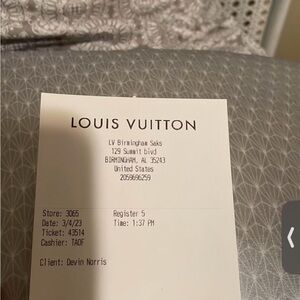 LOUIS VUITTON
LV Birmingham Saks
129 Summit blvd
BIRMINGHAM, AL 35243
United States
2059696259
Store: 3065 Register 5
Date: 3/4/23 Time: 1:37 PM
Ticket: 43514
Cashier: TAOF
Client: Devin Norris